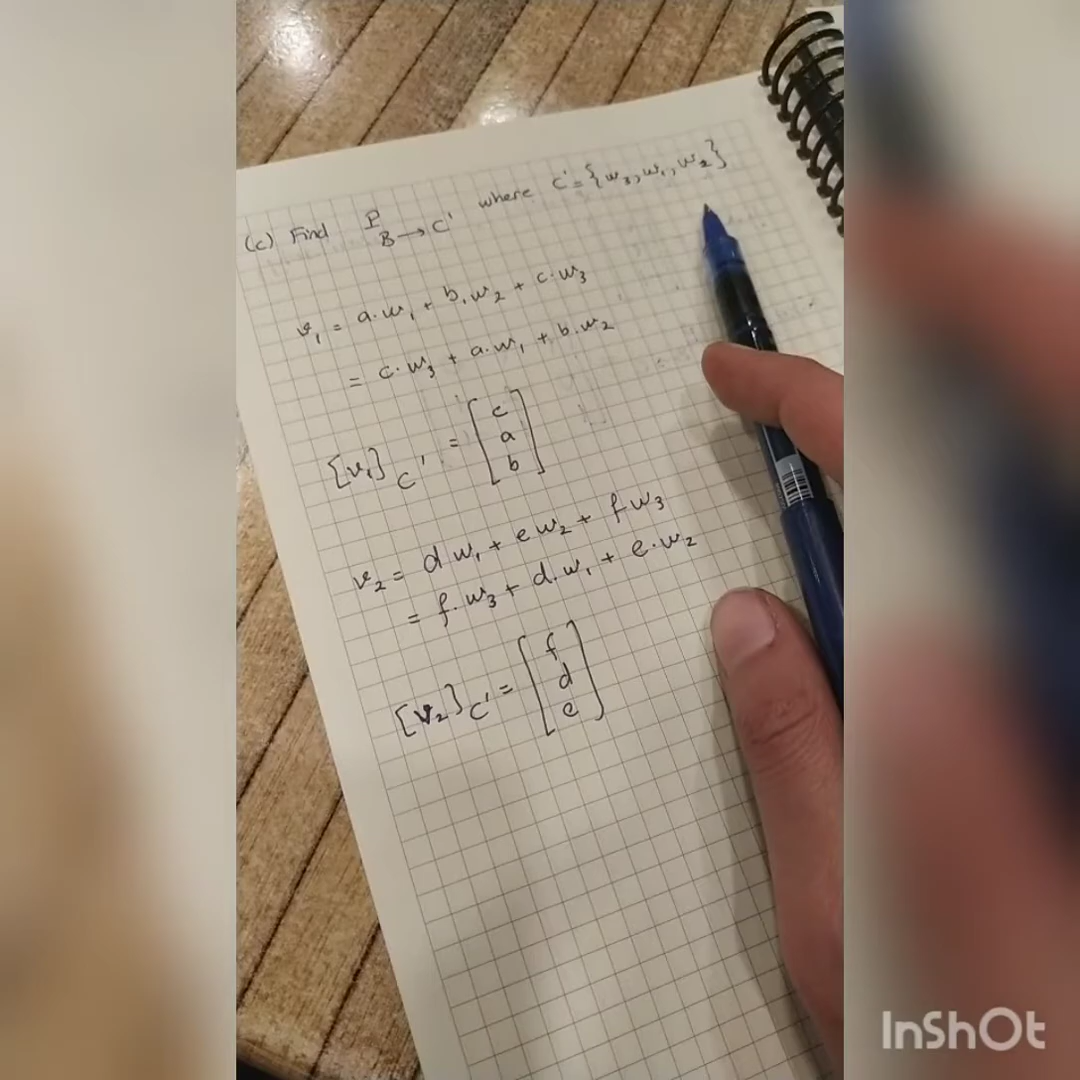 (c) Find P B→C' where C' = {w₃, w₁, w₂}
v₁ = a.w₁ + b.w₂ + c.w₃
= c.w₃ + a.w₁ + b.w₂
[v₁]C' = [c a b]
v₂ = d w₁ + e w₂ + f w₃
= f.w₃ + d.w₁ + e.w₂
[v₂]C' = [f d e]
InShOt